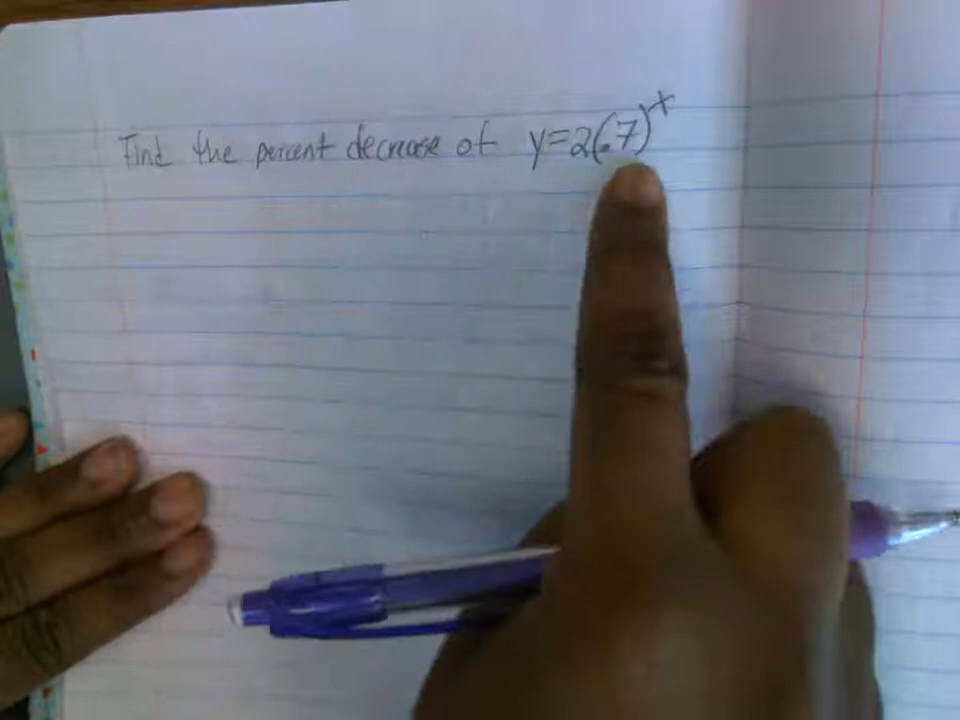 Find the percent decrease of y=2(.7)^x